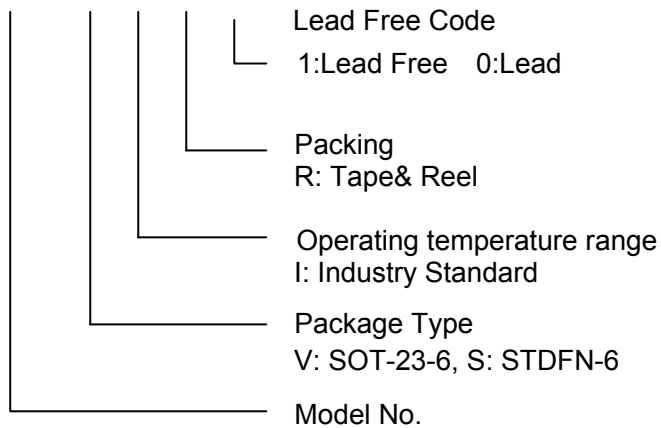 Lead Free Code
1:Lead Free 0:Lead
Packing
R: Tape& Reel
Operating temperature range
I: Industry Standard
Package Type
V: SOT-23-6, S: STDFN-6
Model No.